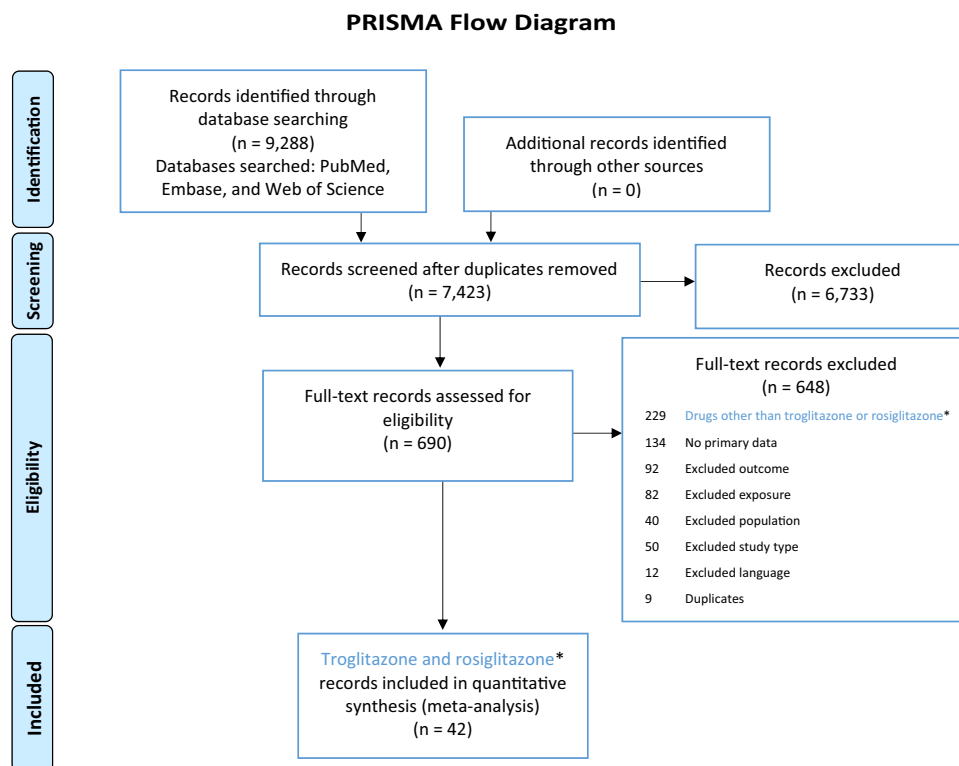 PRISMA Flow Diagram
Identification
Records identified through
database searching
(n = 9,288)
Databases searched: PubMed,
Embase, and Web of Science
Additional records identified
through other sources
(n = 0)
Screening
Records screened after duplicates removed
(n = 7,423)
Records excluded
(n = 6,733)
Eligibility
Full-text records assessed for
eligibility
(n = 690)
Full-text records excluded
(n = 648)
229 Drugs other than troglitazone or rosiglitazone*
134 No primary data
92 Excluded outcome
82 Excluded exposure
40 Excluded population
50 Excluded study type
12 Excluded language
9 Duplicates
Included
Troglitazone and rosiglitazone*
records included in quantitative
synthesis (meta-analysis)
(n = 42)